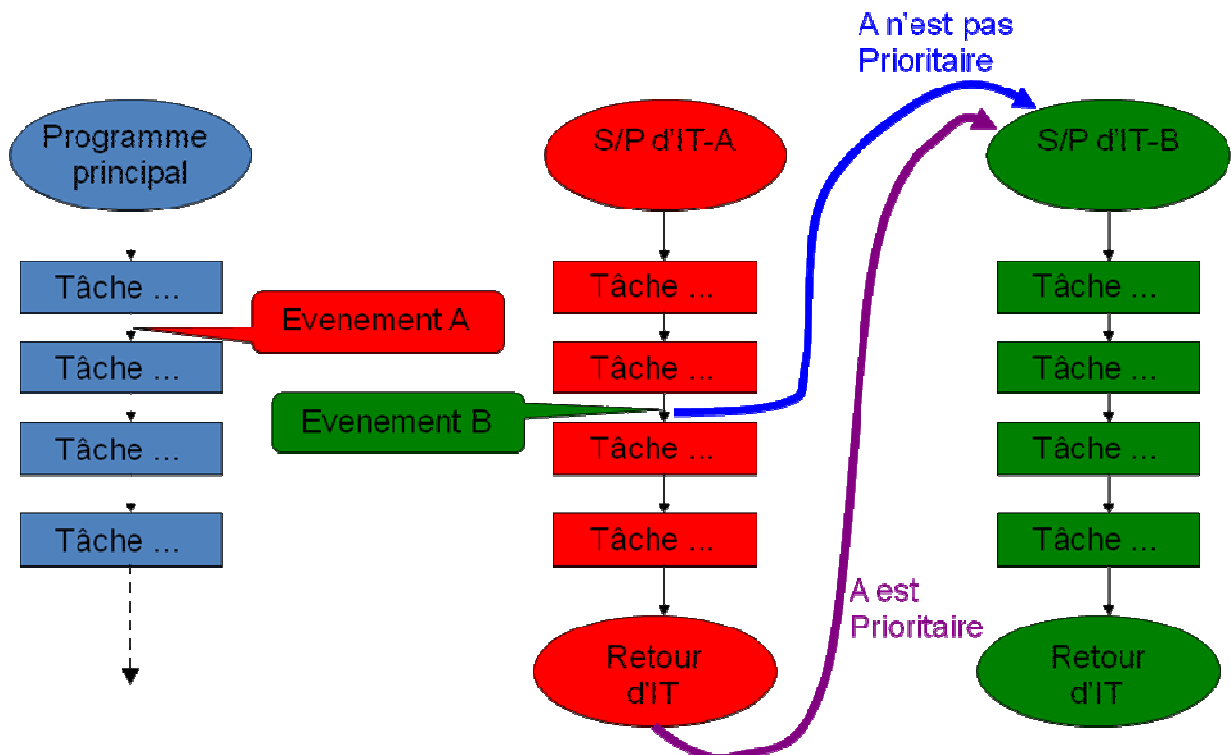 A n'est pas
Prioritaire
Programme
principal
S/P d'IT-A
S/P d'IT-B
Tâche ...
Tâche ...
Tâche ...
Evenement A
Tâche ...
Tâche ...
Tâche ...
Evenement B
Tâche ...
Tâche ...
Tâche ...
Tâche ...
Tâche ...
Tâche ...
A est
Prioritaire
Retour
d'IT
Retour
d'IT